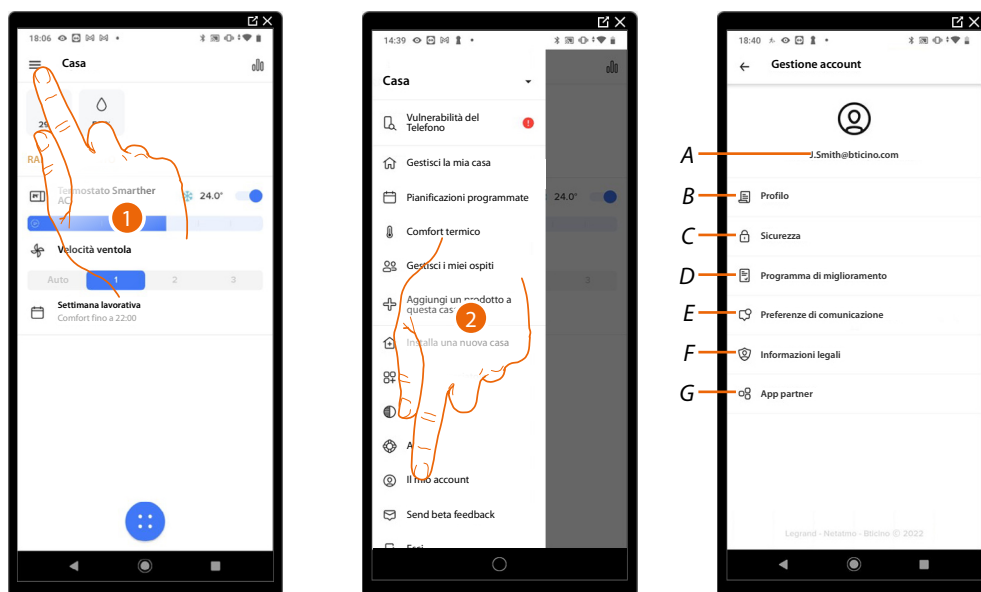 18:06
Casa
29
RA
Termostato Smarther
AC
24.0°
1
Velocità ventola
Auto
1
2
3
Settimana lavorativa
Comfort fino a 22:00
14:39
Casa
Vulnerabilità del
Telefono
!
Gestisci la mia casa
Pianificazioni programmate
24.0°
Comfort termico
Gestisci i miei ospiti
3
Aggiungi un prodotto a
questa casa
2
Installa una nuova casa
A
Il mio account
Send beta feedback
Esci
18:40
Gestione account
A
J.Smith@bticino.com
B
Profilo
C
Sicurezza
D
Programma di miglioramento
E
Preferenze di comunicazione
F
Informazioni legali
G
App partner
Legrand - Netatmo - Bticino © 2022